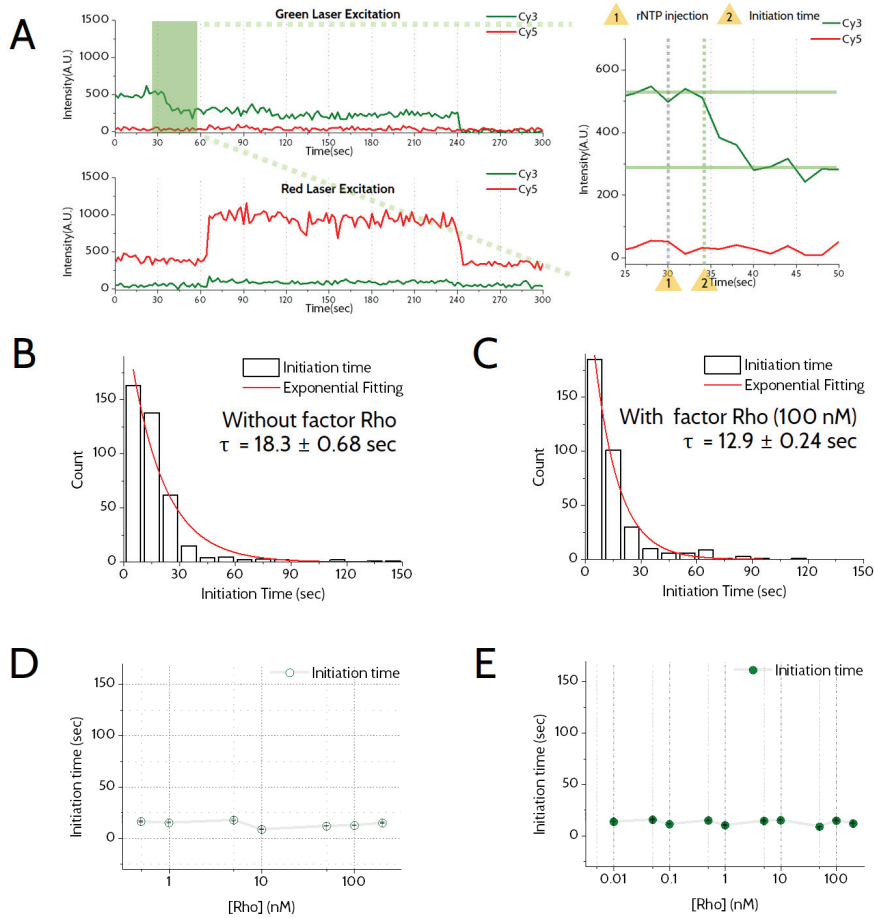 A
Green Laser Excitation
Cy3
Cy5
Intensity(A.U.)
1500
1000
500
0
0 30 60 90 120 150 180 210 240 270 300
Time(sec)
Red Laser Excitation
Cy3
Cy5
Intensity(A.U.)
1500
1000
500
0
0 30 60 90 120 150 180 210 240 270 300
Time(sec)
1 rNTP injection 2 Initiation time
Cy3
Cy5
Intensity(A.U.)
600
400
200
0
25 30 35 40 45 50
1 2 Time(sec)
B
Initiation time
Exponential Fitting
Without factor Rho
τ = 18.3 ± 0.68 sec
Count
150
100
50
0
0 30 60 90 120 150
Initiation Time (sec)
C
Initiation time
Exponential Fitting
With factor Rho (100 nM)
τ = 12.9 ± 0.24 sec
Count
150
100
50
0
0 30 60 90 120 150
Initiation Time (sec)
D
Initiation time
Initiation time (sec)
150
100
50
0
1 10 100
[Rho] (nM)
E
Initiation time
Initiation time (sec)
150
100
50
0
0.01 0.1 1 10 100
[Rho] (nM)